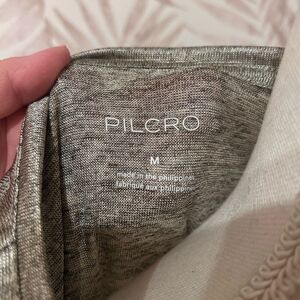 PILCRO
M
made in the philippines
fabriqué aux philippines